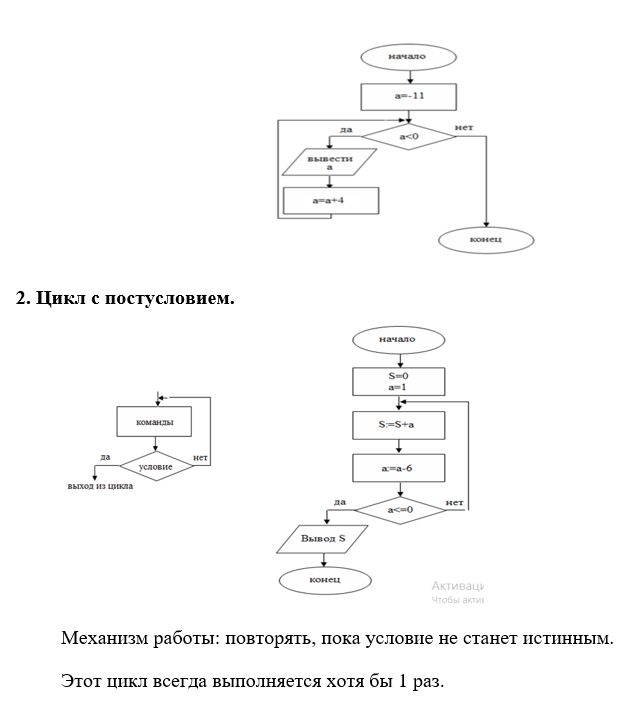 начало
a=-11
да
a<0
нет
вывести
a
a=a+4
конец
2. Цикл с постусловием.
начало
S=0
a=1
команды
S:=S+a
да
условие
нет
a:=a-6
выход из цикла
да
a<=0
нет
Вывод S
конец
Активаци
Чтобы акти
Механизм работы: повторять, пока условие не станет истинным.
Этот цикл всегда выполняется хотя бы 1 раз.